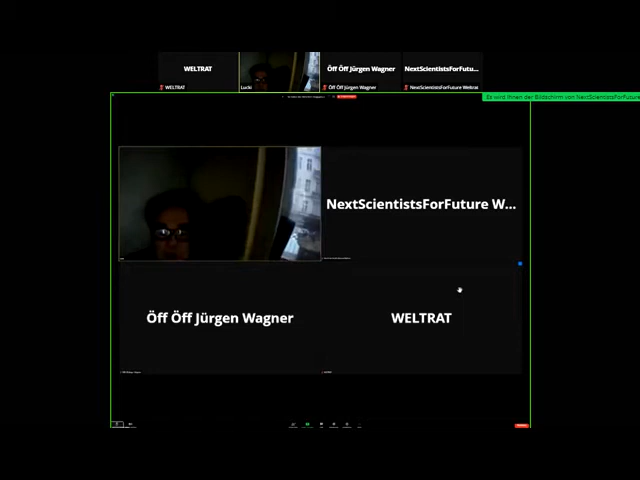 WELTRAT
Öff Öff Jürgen Wagner
NextScientistsForFutu...
WELTRAT
Lucki
Öff Öff Jürgen Wagner
NextScientistsForFuture Weltrat
Es wird Ihnen der Bildschirm von NextScientistsForFuture
NextScientistsForFuture W...
Öff Öff Jürgen Wagner
WELTRAT